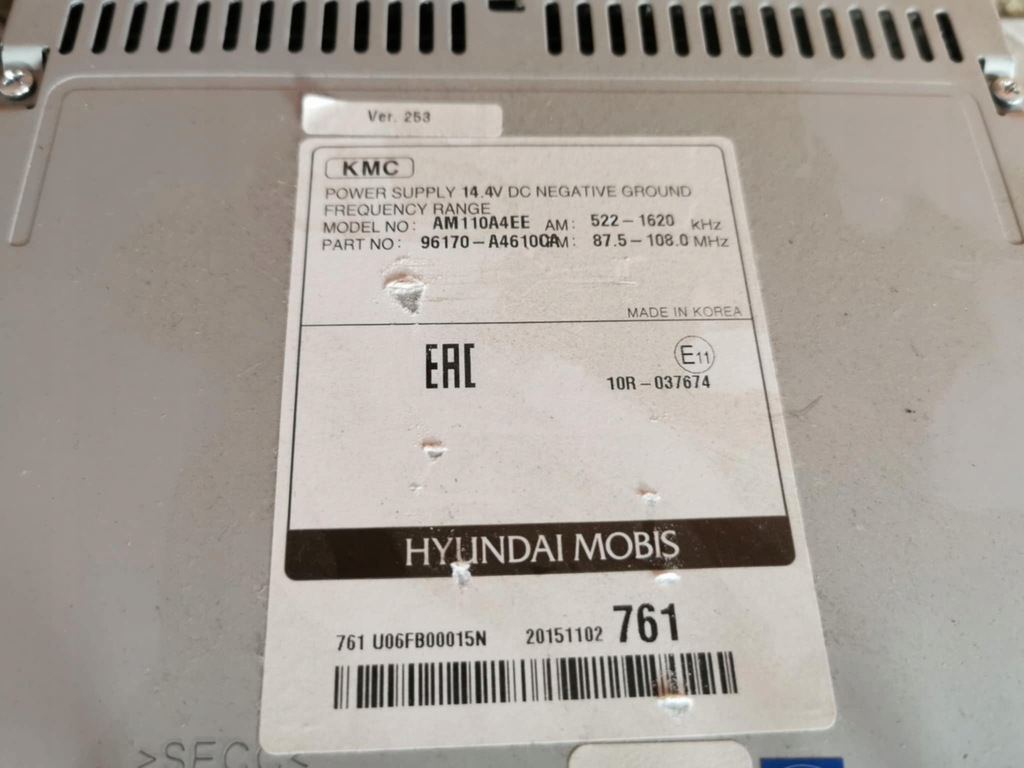 Ver. 253
KMC
POWER SUPPLY 14.4V DC NEGATIVE GROUND
FREQUENCY RANGE
MODEL NO: AM110A4EE AM: 522-1620 kHz
PART NO: 96170-A4610CA M: 87.5-108.0 MHz
MADE IN KOREA
EAC
E11
10R-037674
HYUNDAI MOBIS
761 U06FB00015N 20151102 761
>SECC<